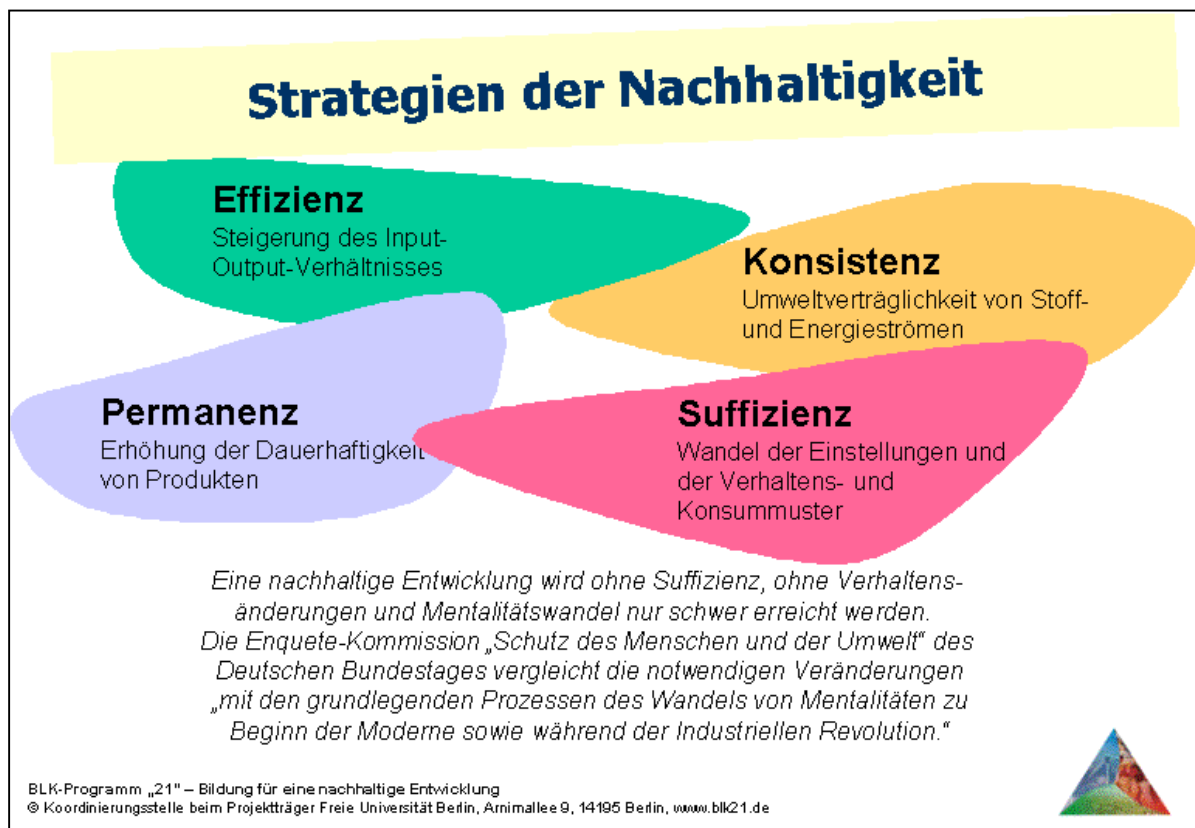 Strategien der Nachhaltigkeit
Effizienz
Steigerung des Input-
Output-Verhältnisses
Konsistenz
Umweltverträglichkeit von Stoff-
und Energieströmen
Permanenz
Erhöhung der Dauerhaftigkeit
von Produkten
Suffizienz
Wandel der Einstellungen und
der Verhaltens- und
Konsummuster
Eine nachhaltige Entwicklung wird ohne Suffizienz, ohne Verhaltens-
änderungen und Mentalitätswandel nur schwer erreicht werden.
Die Enquete-Kommission „Schutz des Menschen und der Umwelt“ des
Deutschen Bundestages vergleicht die notwendigen Veränderungen
„mit den grundlegenden Prozessen des Wandels von Mentalitäten zu
Beginn der Moderne sowie während der Industriellen Revolution.“
BLK-Programm „21” – Bildung für eine nachhaltige Entwicklung
© Koordinierungsstelle beim Projektträger Freie Universität Berlin, Arnimallee 9, 14195 Berlin, www.blk21.de